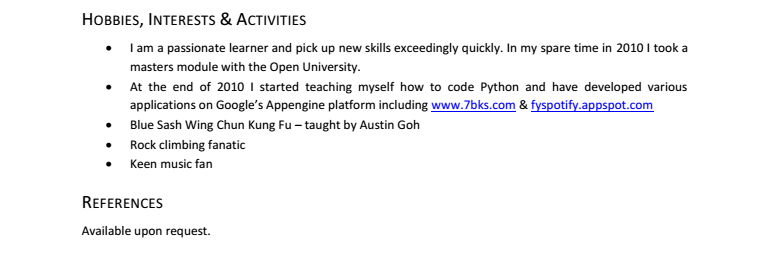 HOBBIES, INTERESTS & ACTIVITIES
• I am a passionate learner and pick up new skills exceedingly quickly. In my spare time in 2010 I took a
masters module with the Open University.
• At the end of 2010 I started teaching myself how to code Python and have developed various
applications on Google's Appengine platform including www.7bks.com & fyspotify.appspot.com
• Blue Sash Wing Chun Kung Fu – taught by Austin Goh
• Rock climbing fanatic
• Keen music fan
REFERENCES
Available upon request.